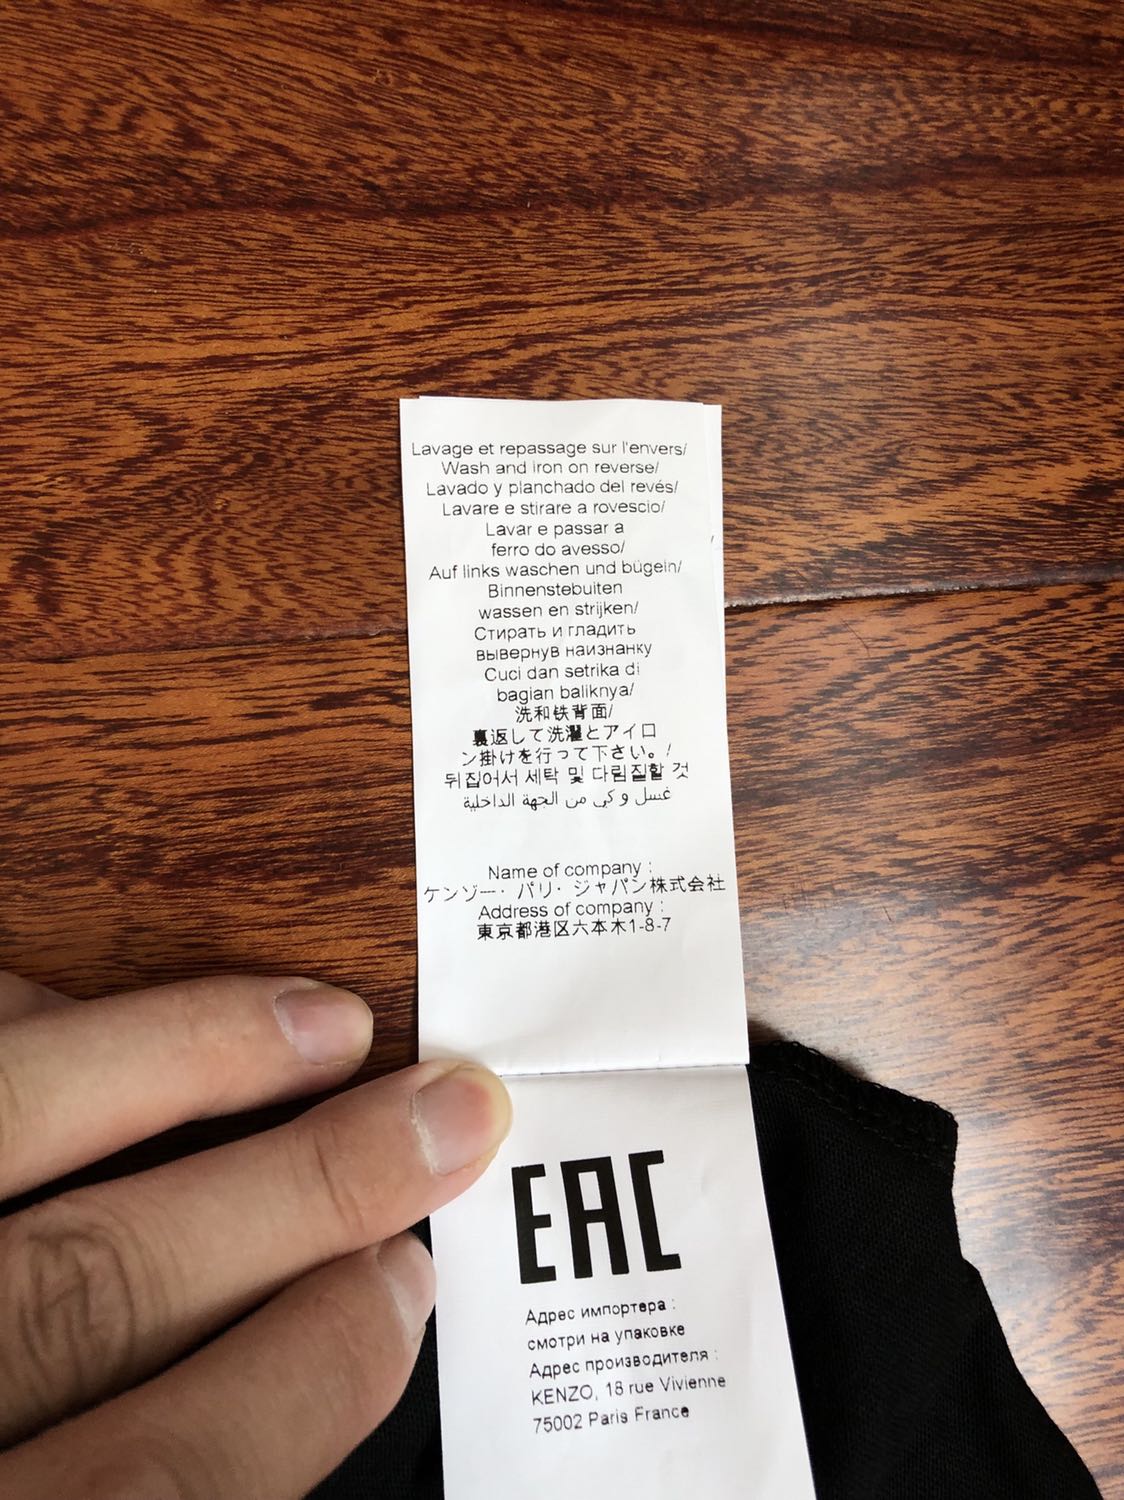 Lavage et repassage sur l'envers/
Wash and iron on reverse/
Lavado y planchado del revés/
Lavare e stirare a rovescio/
Lavar e passar a
ferro do avesso/
Auf links waschen und bügeln/
Binnenstebuiten
wassen en strijken/
Стирать и гладить
вывернув наизнанку
Cuci dan setrika di
bagian baliknya/
洗和铁背面/
裏返して洗濯とアイロ
ン掛けを行って下さい。/
뒤집어서 세탁 및 다림질할 것
غسل و كي من الجهة الداخلية
Name of company :
ケンゾー・パリ・ジャパン株式会社
Address of company :
東京都港区六本木1-8-7
EAC
Адрес импортера :
смотри на упаковке
Адрес производителя :
KENZO, 18 rue Vivienne
75002 Paris France